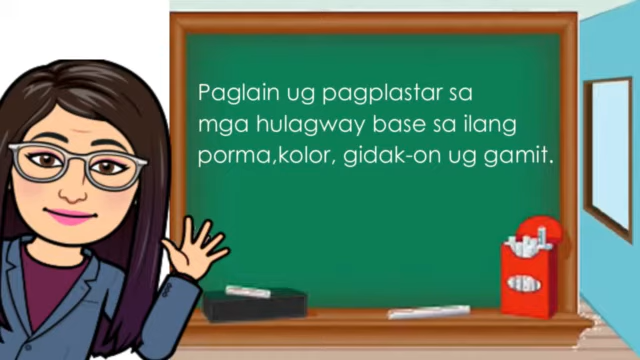 Paglain ug pagplastar sa
mga hulagway base sa ilang
porma,kolor, gidak-on ug gamit.